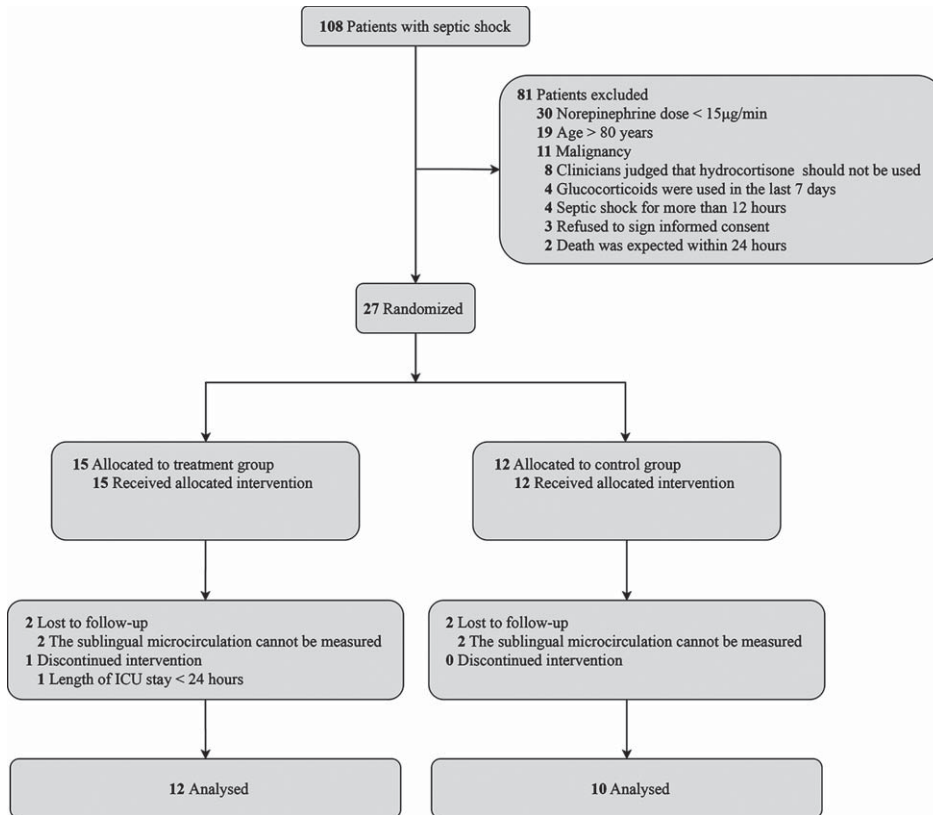 108 Patients with septic shock
81 Patients excluded
30 Norepinephrine dose < 15μg/min
19 Age > 80 years
11 Malignancy
8 Clinicians judged that hydrocortisone should not be used
4 Glucocorticoids were used in the last 7 days
4 Septic shock for more than 12 hours
3 Refused to sign informed consent
2 Death was expected within 24 hours
27 Randomized
15 Allocated to treatment group
15 Received allocated intervention
12 Allocated to control group
12 Received allocated intervention
2 Lost to follow-up
2 The sublingual microcirculation cannot be measured
1 Discontinued intervention
1 Length of ICU stay < 24 hours
2 Lost to follow-up
2 The sublingual microcirculation cannot be measured
0 Discontinued intervention
12 Analysed
10 Analysed